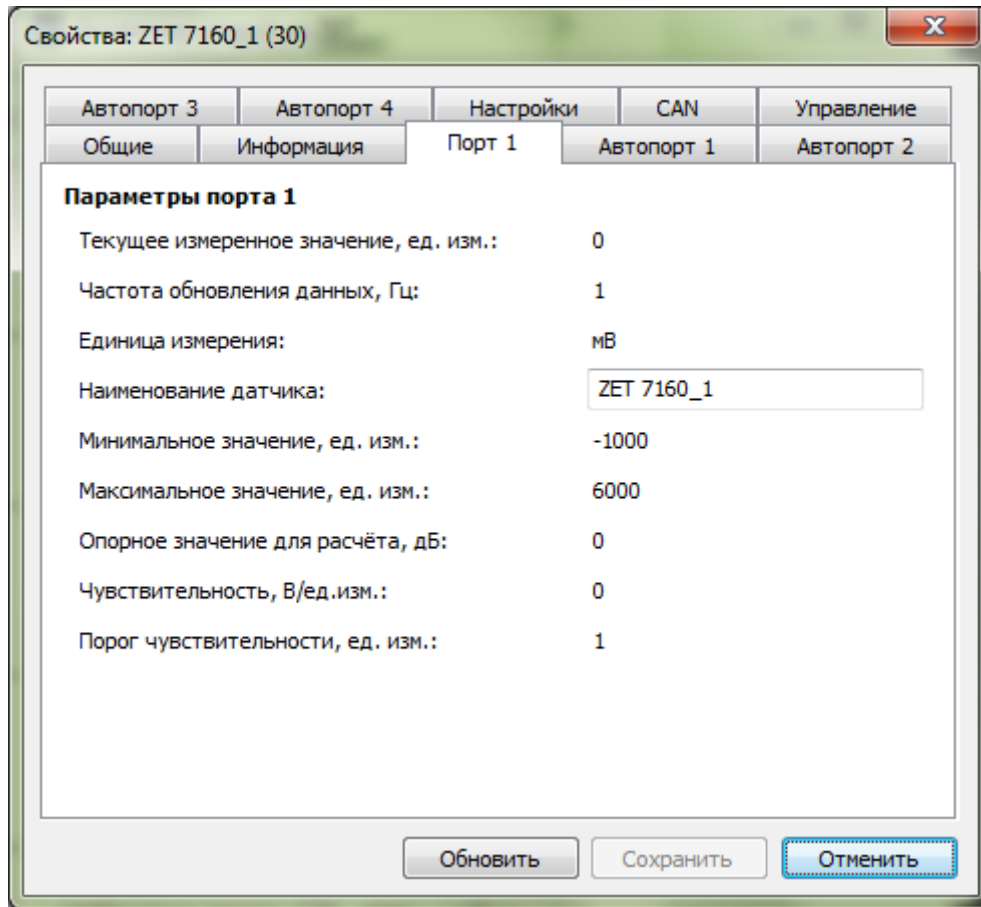 Свойства: ZET 7160_1 (30)
Автопорт 3 Автопорт 4 Настройки CAN Управление
Общие Информация Порт 1 Автопорт 1 Автопорт 2
Параметры порта 1
Текущее измеренное значение, ед. изм.: 0
Частота обновления данных, Гц: 1
Единица измерения: мВ
Наименование датчика: ZET 7160_1
Минимальное значение, ед. изм.: -1000
Максимальное значение, ед. изм.: 6000
Опорное значение для расчёта, дБ: 0
Чувствительность, В/ед.изм.: 0
Порог чувствительности, ед. изм.: 1
Обновить Сохранить Отменить